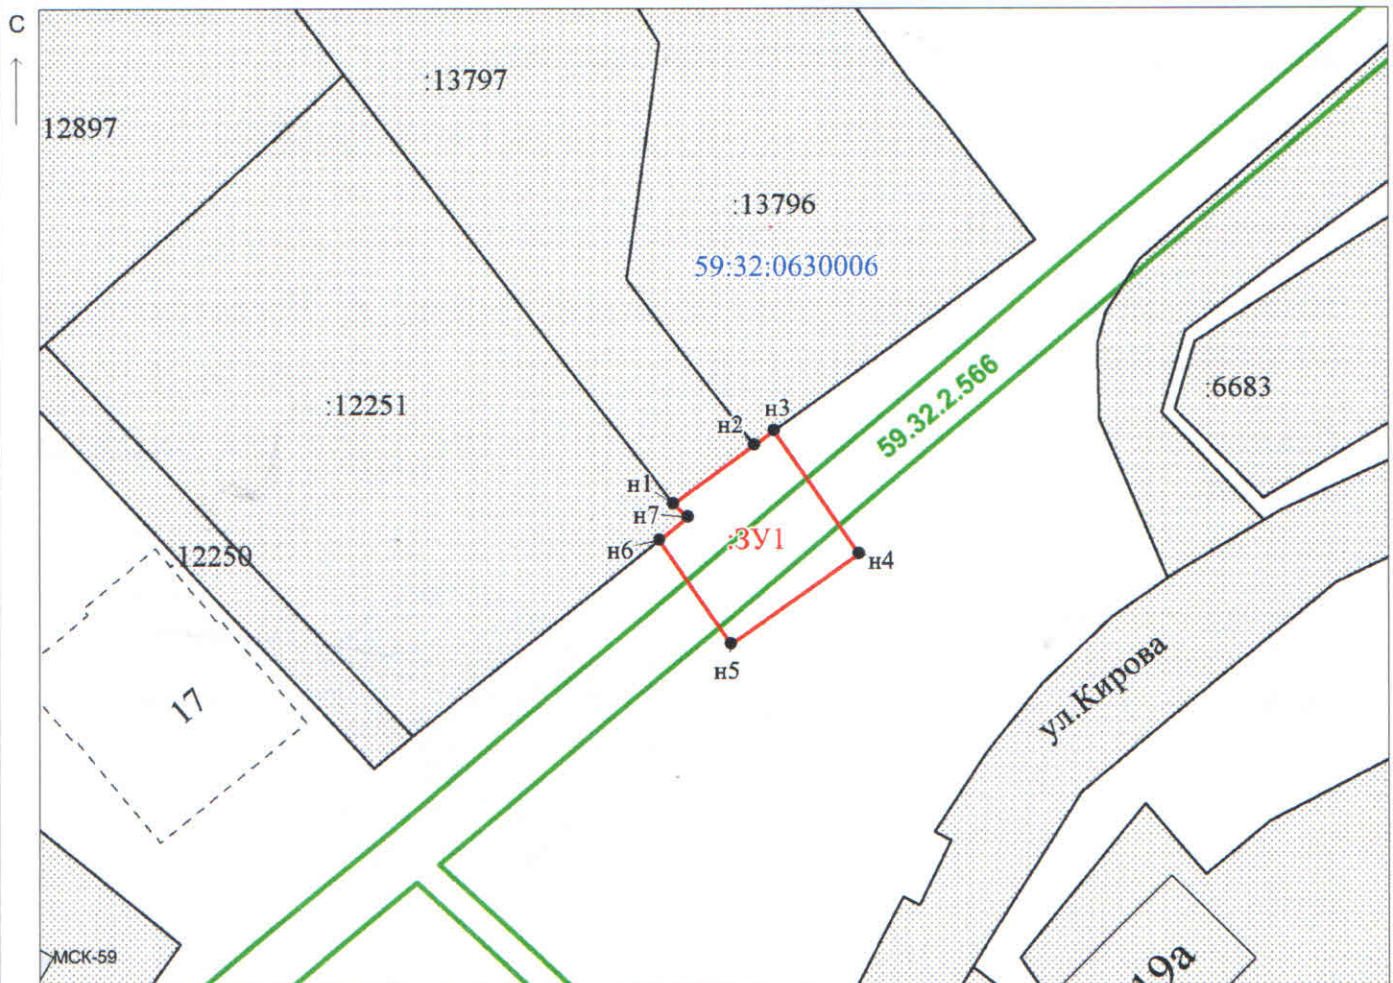 С
:13797
12897
:13796
59:32:0630006
59.32.2.566
:6683
:12251
н3
н2
н1
н7
:ЗУ1
н6
н4
12250
н5
ул.Кирова
17
МСК-59
19а